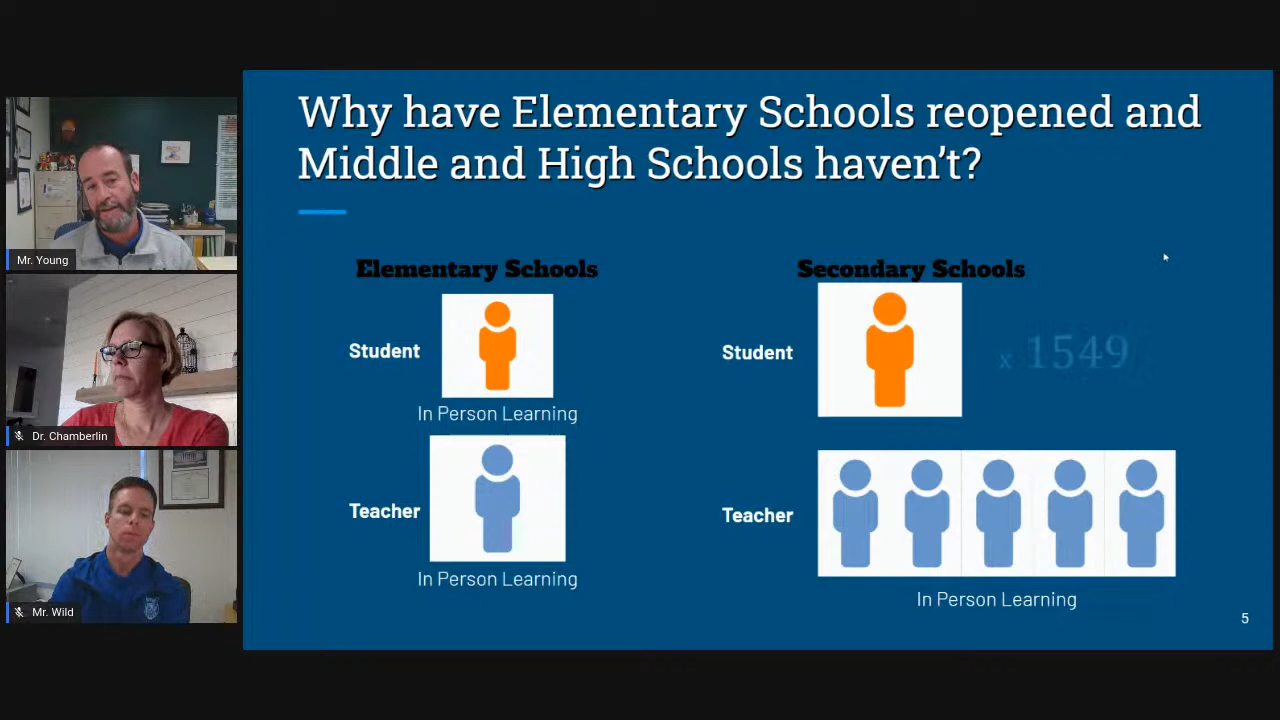 Why have Elementary Schools reopened and
Middle and High Schools haven't?
Elementary Schools
Student
In Person Learning
Teacher
In Person Learning
Secondary Schools
Student
x 1549
Teacher
In Person Learning
5
Mr. Young
Dr. Chamberlin
Mr. Wild